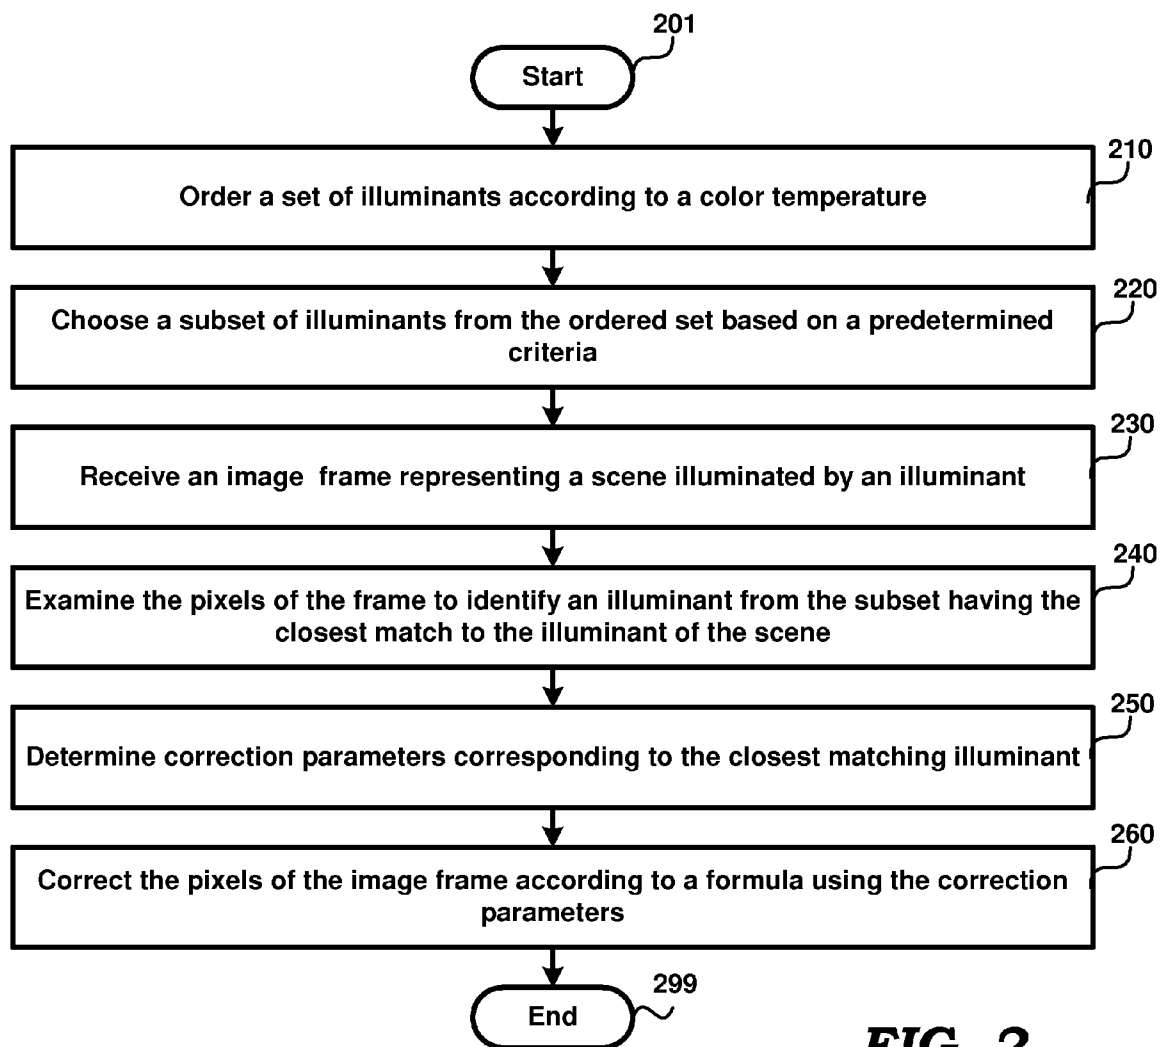 201
Start
210
Order a set of illuminants according to a color temperature
220
Choose a subset of illuminants from the ordered set based on a predetermined
criteria
230
Receive an image frame representing a scene illuminated by an illuminant
240
Examine the pixels of the frame to identify an illuminant from the subset having the
closest match to the illuminant of the scene
250
Determine correction parameters corresponding to the closest matching illuminant
260
Correct the pixels of the image frame according to a formula using the correction
parameters
299
End
FIG. 2